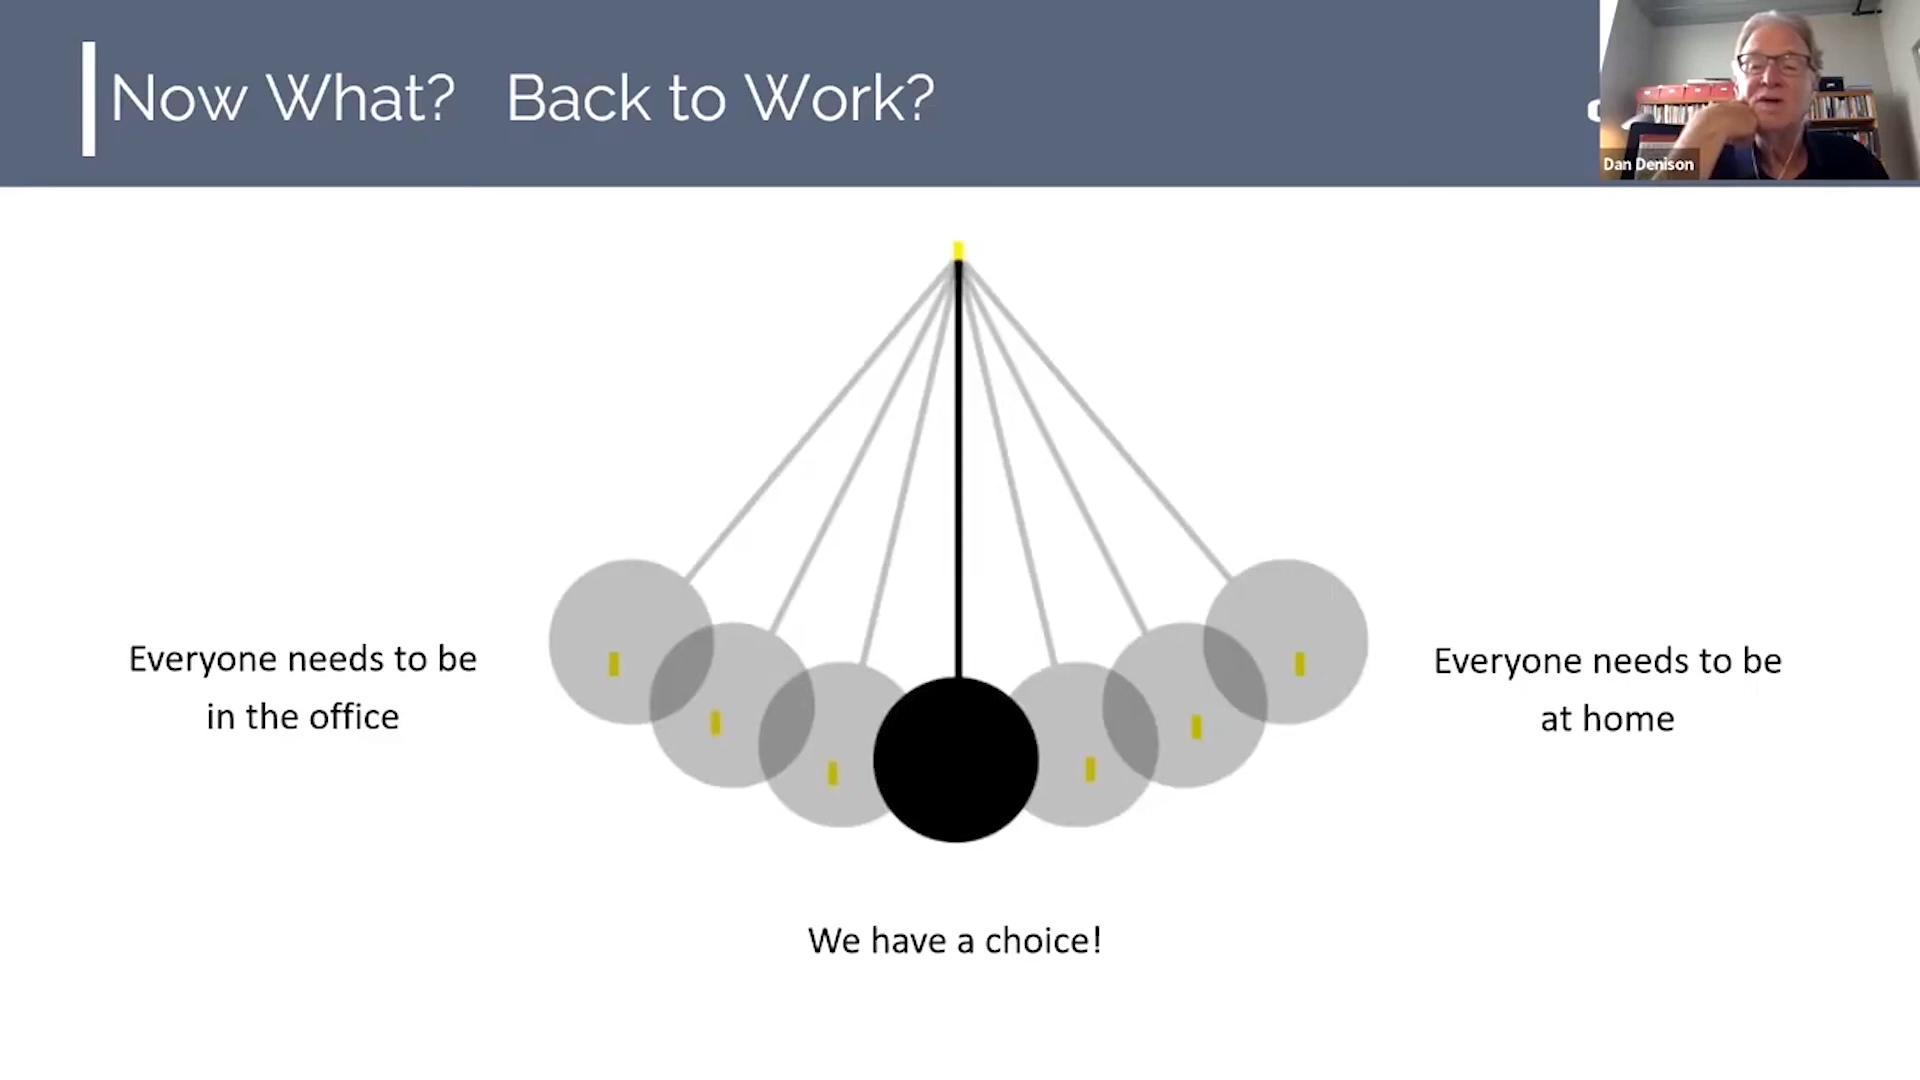 Now What? Back to Work?
Dan Denison
Everyone needs to be
in the office
Everyone needs to be
at home
We have a choice!